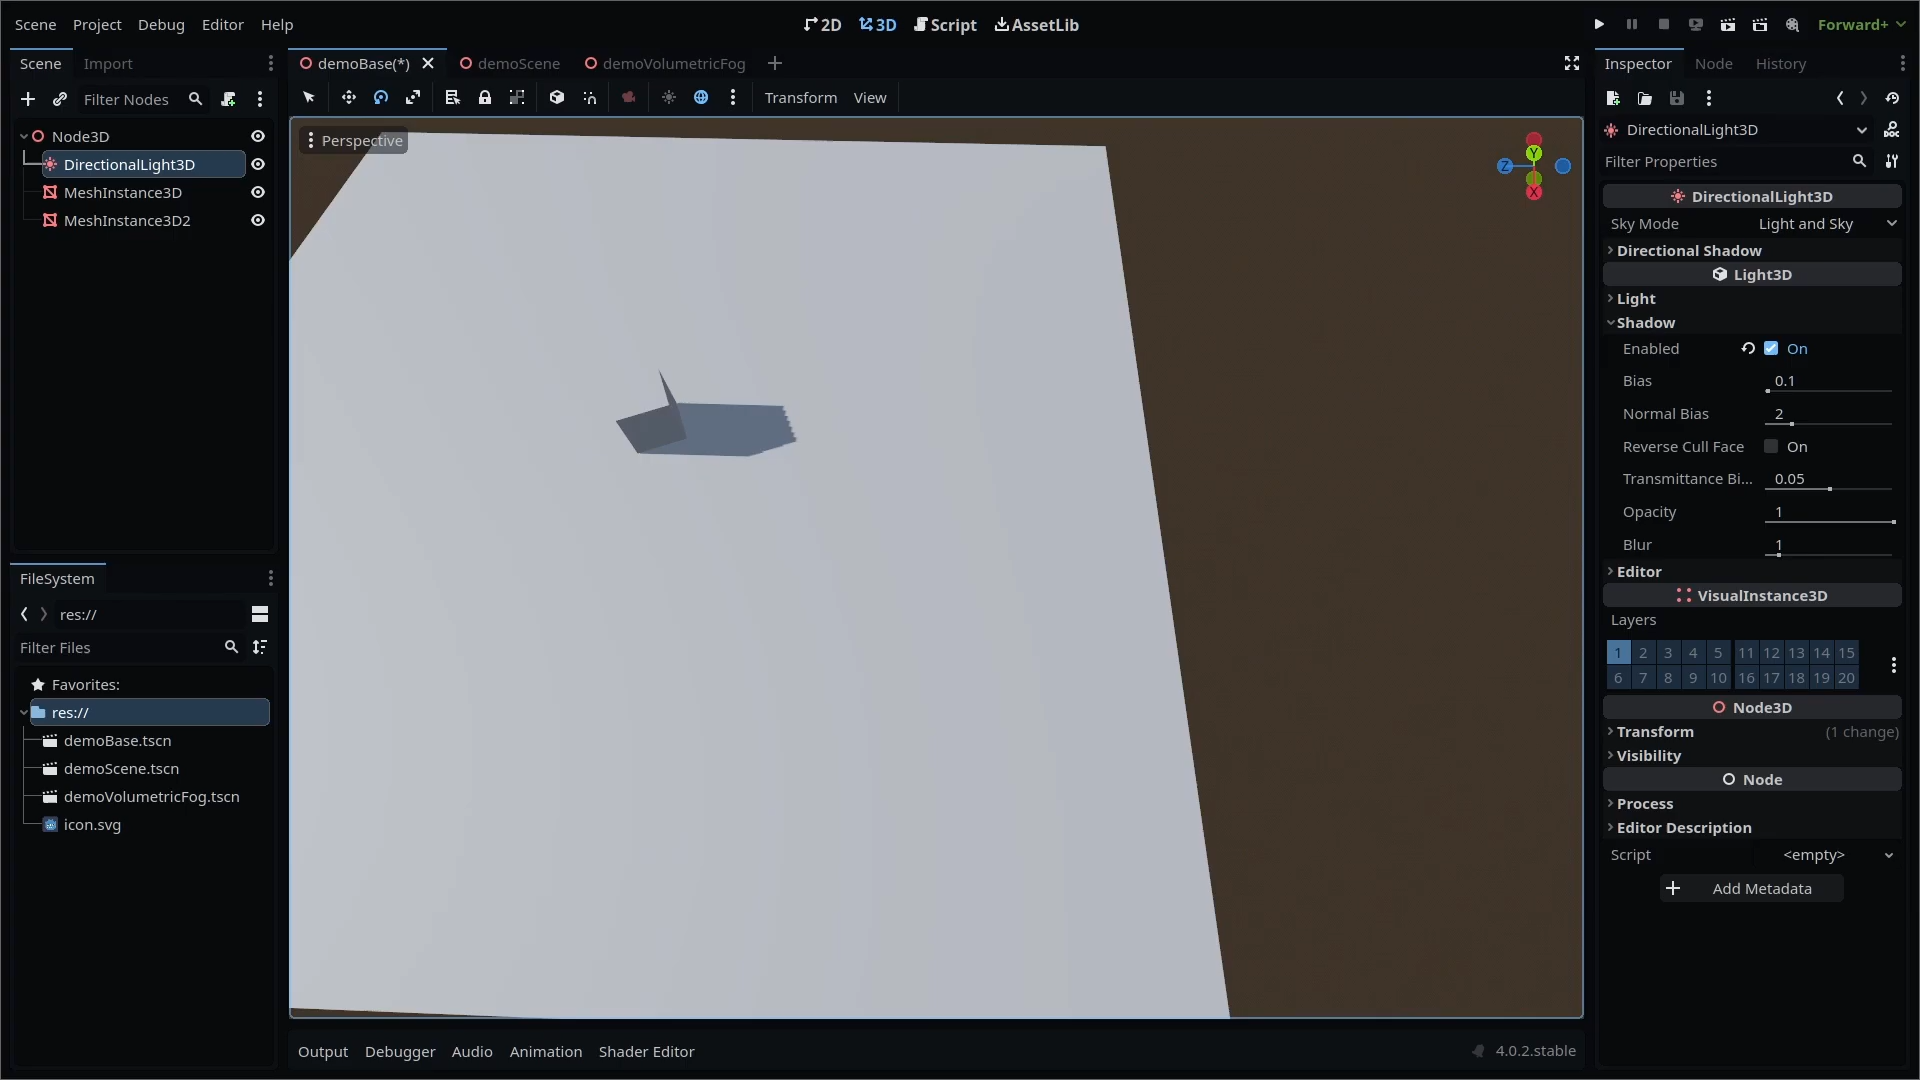 Scene Project Debug Editor Help
2D 3D Script AssetLib
Forward+
Scene Import
Filter Nodes
Node3D
DirectionalLight3D
MeshInstance3D
MeshInstance3D2
FileSystem
res://
Filter Files
Favorites:
res://
demoBase.tscn
demoScene.tscn
demoVolumetricFog.tscn
icon.svg
demoBase(*) demoScene demoVolumetricFog
Transform View
Perspective
Y
Z
X
Output Debugger Audio Animation Shader Editor
4.0.2.stable
Inspector Node History
DirectionalLight3D
Filter Properties
DirectionalLight3D
Sky Mode Light and Sky
Directional Shadow
Light3D
Light
Shadow
Enabled On
Bias 0.1
Normal Bias 2
Reverse Cull Face On
Transmittance Bi... 0.05
Opacity 1
Blur 1
Editor
VisualInstance3D
Layers
1 2 3 4 5 11 12 13 14 15
6 7 8 9 10 16 17 18 19 20
Node3D
Transform (1 change)
Visibility
Node
Process
Editor Description
Script <empty>
Add Metadata